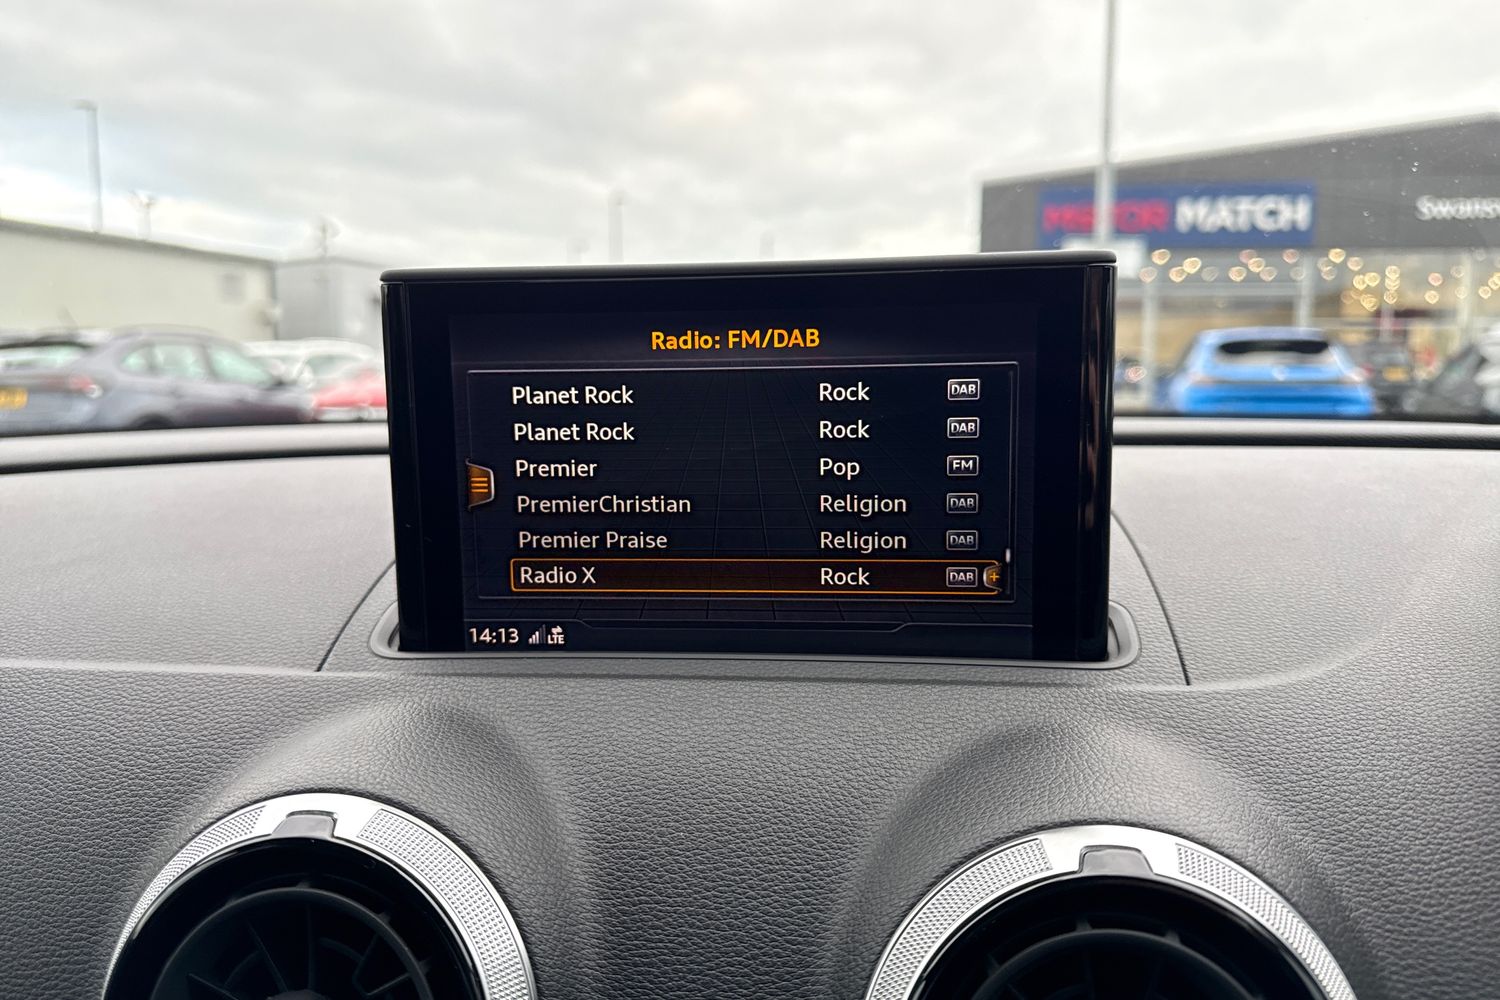 MOTOR MATCH
Swans
Radio: FM/DAB
Planet Rock Rock DAB
Planet Rock Rock DAB
Premier Pop FM
PremierChristian Religion DAB
Premier Praise Religion DAB
Radio X Rock DAB +
14:13 LTE